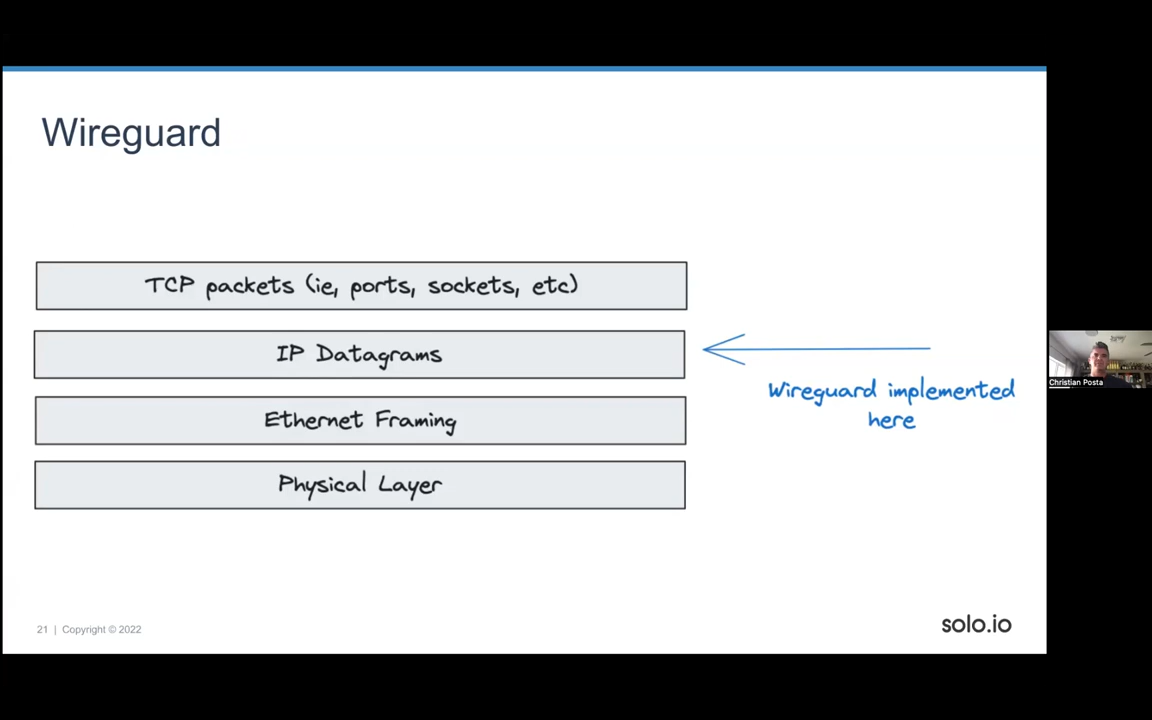 Wireguard
TCP packets (ie, ports, sockets, etc)
IP Datagrams
Wireguard implemented
here
Ethernet Framing
Physical Layer
Christian Posta
21 | Copyright © 2022
solo.io